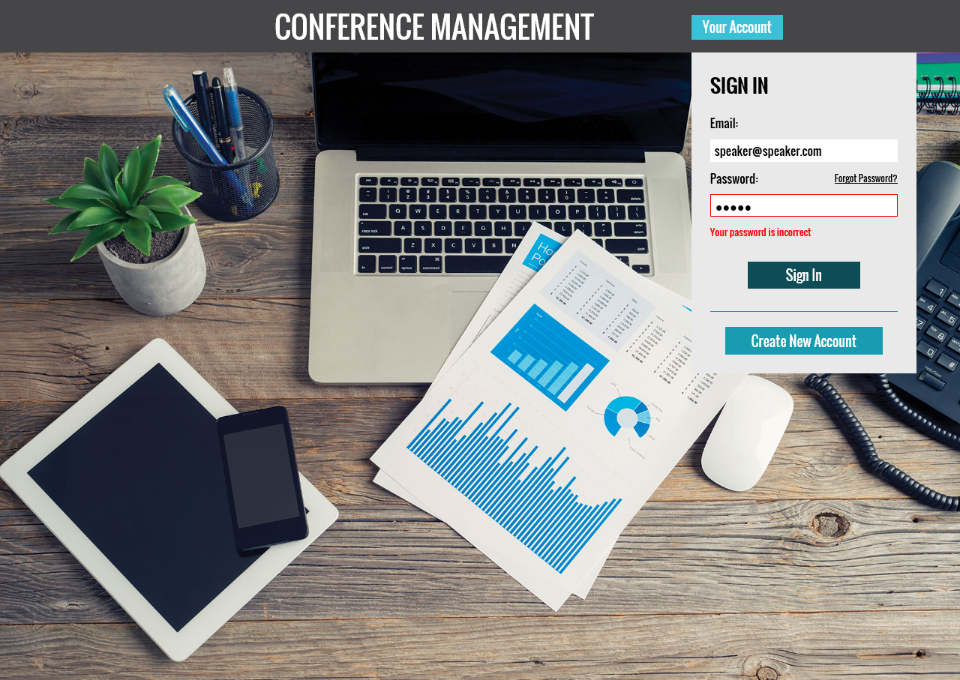 CONFERENCE MANAGEMENT
Your Account
SIGN IN
Email:
speaker@speaker.com
Password:
Forgot Password?
•••••
Your password is incorrect
Sign In
Create New Account